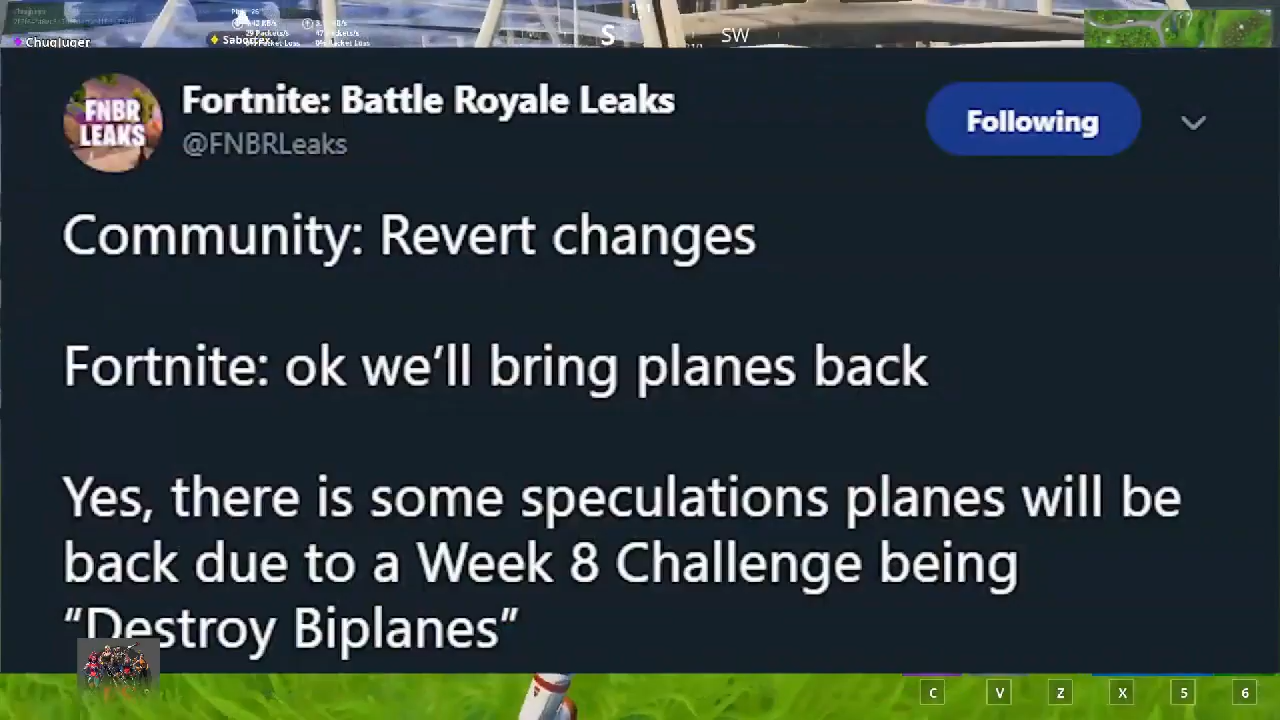 S
SW
Chugjuger
FNBR
LEAKS
Fortnite: Battle Royale Leaks
@FNBRLeaks
Following
Community: Revert changes
Fortnite: ok we’ll bring planes back
Yes, there is some speculations planes will be
back due to a Week 8 Challenge being
“Destroy Biplanes”
C V Z X 5 6